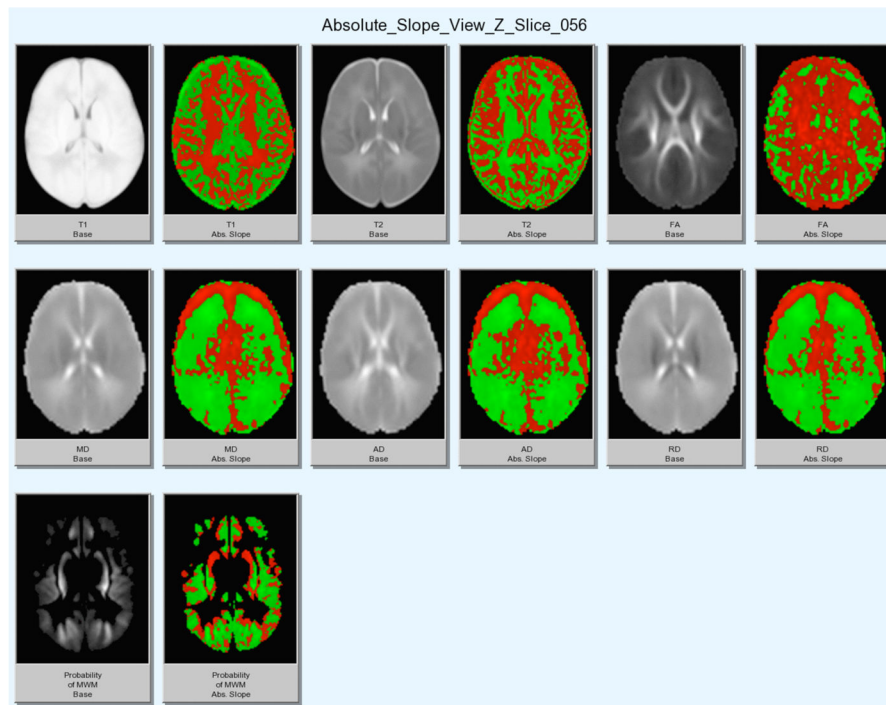 Absolute_Slope_View_Z_Slice_056
T1
Base
T1
Abs. Slope
T2
Base
T2
Abs. Slope
FA
Base
FA
Abs. Slope
MD
Base
MD
Abs. Slope
AD
Base
AD
Abs. Slope
RD
Base
RD
Abs. Slope
Probability
of MWM
Base
Probability
of MWM
Abs. Slope